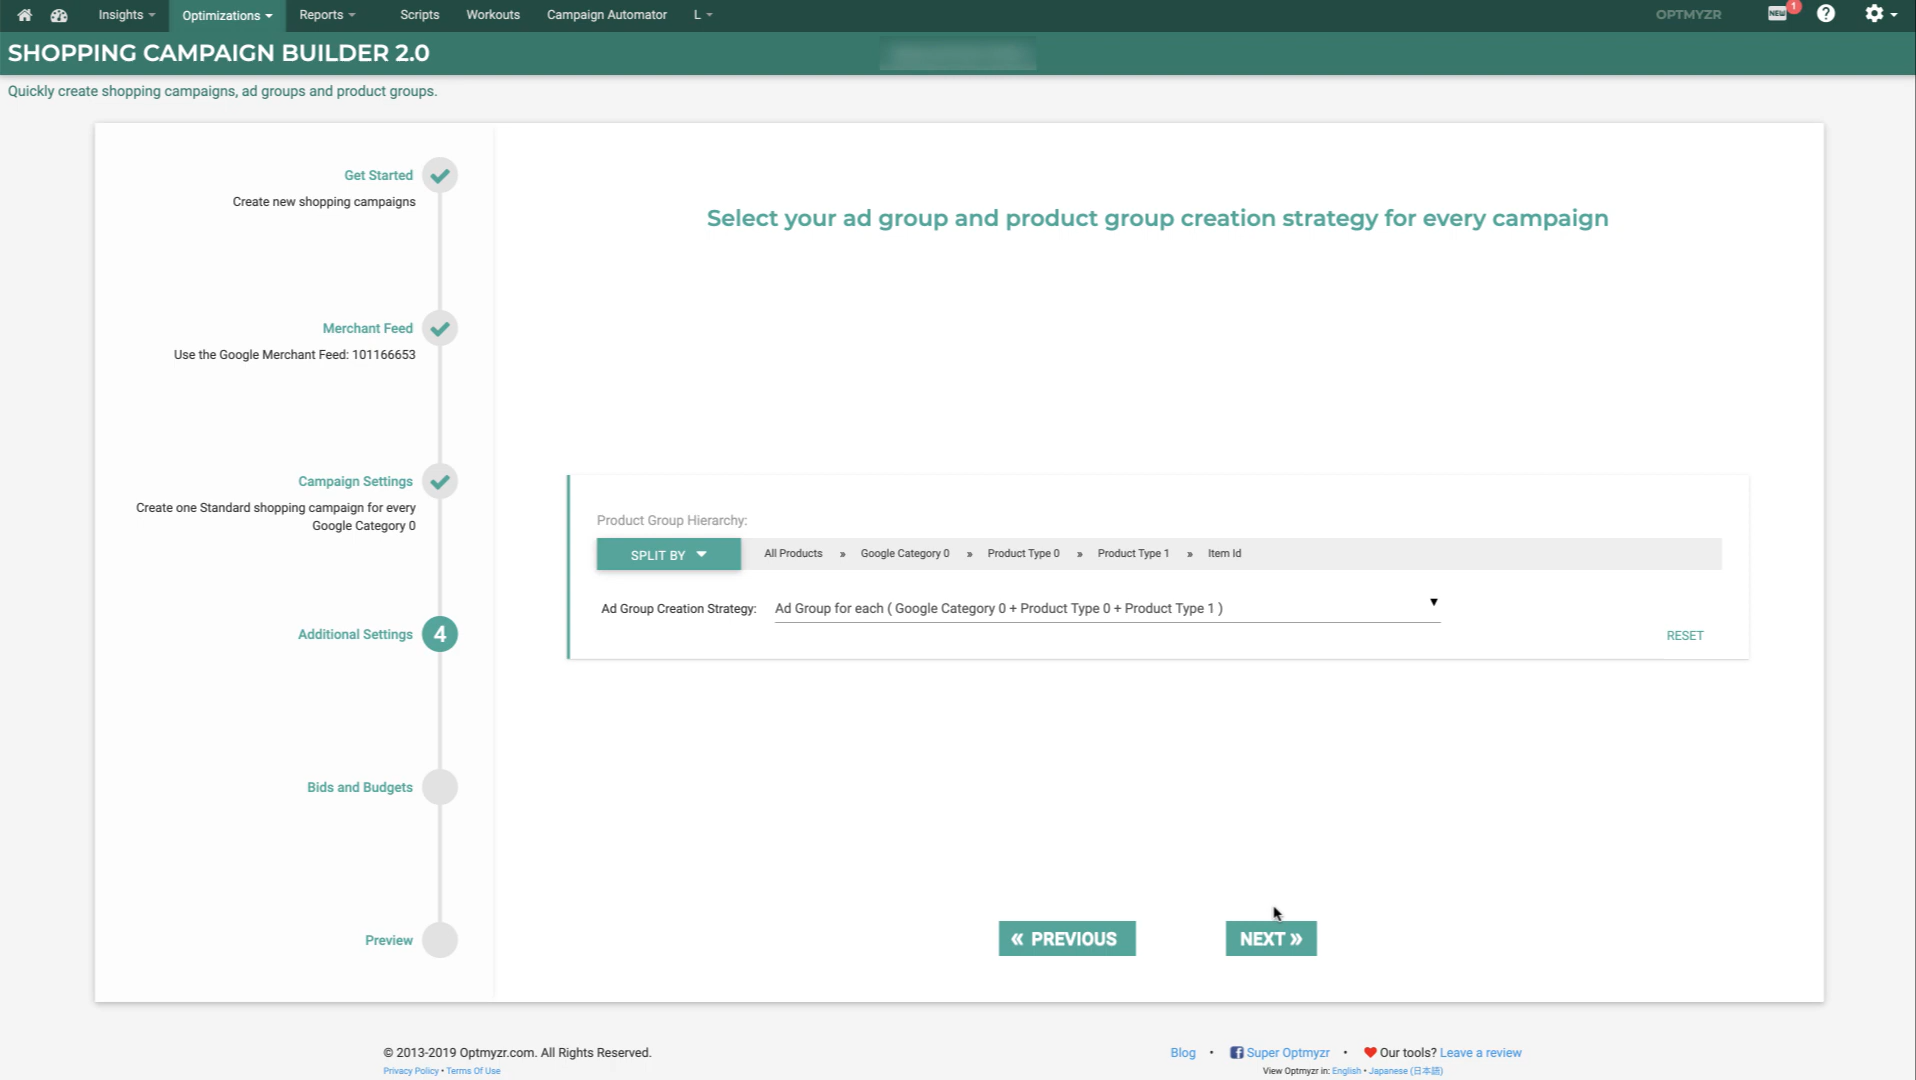 Insights Optimizations Reports Scripts Workouts Campaign Automator L OPTMYZR NEW 1 ?
SHOPPING CAMPAIGN BUILDER 2.0
Quickly create shopping campaigns, ad groups and product groups.
Get Started
Create new shopping campaigns
Merchant Feed
Use the Google Merchant Feed: 101166653
Campaign Settings
Create one Standard shopping campaign for every
Google Category 0
Additional Settings 4
Bids and Budgets
Preview
Select your ad group and product group creation strategy for every campaign
Product Group Hierarchy:
SPLIT BY All Products » Google Category 0 » Product Type 0 » Product Type 1 » Item Id
Ad Group Creation Strategy: Ad Group for each ( Google Category 0 + Product Type 0 + Product Type 1 )
RESET
« PREVIOUS NEXT »
© 2013-2019 Optmyzr.com. All Rights Reserved.
Privacy Policy • Terms Of Use
Blog • Super Optmyzr • Our tools? Leave a review
View Optmyzr in: English • Japanese (日本語)